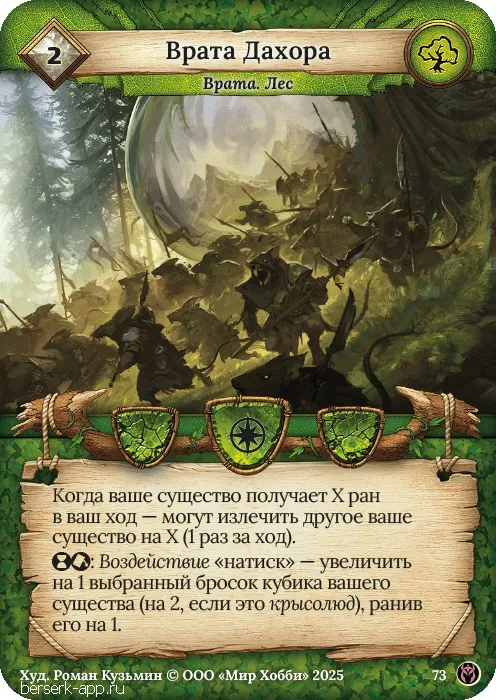 2
Врата Дахора
Врата. Лес
Когда ваше существо получает X ран
в ваш ход — могут излечить другое ваше
существо на X (1 раз за ход).
: Воздействие «натиск» — увеличить
на 1 выбранный бросок кубика вашего
существа (на 2, если это крысолюд), ранив
его на 1.
Худ. Роман Кузьмин © ООО «Мир Хобби» 2025
73
berserk-app.ru